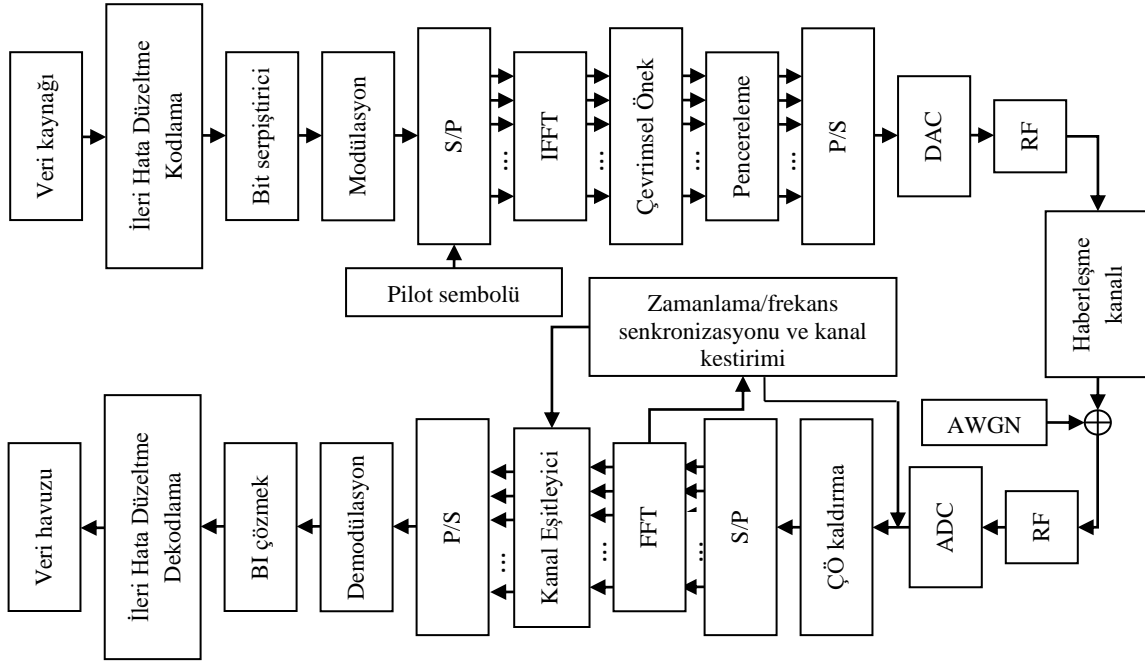 Veri kaynağı
İleri Hata Düzeltme
Kodlama
Bit serpiştirici
Modülasyon
S/P
...
IFFT
...
Çevrimsel Önek
...
Pencereleme
...
P/S
DAC
RF
Pilot sembolü
Zamanlama/frekans
senkronizasyonu ve kanal
kestirimi
Haberleşme
kanalı
AWGN
RF
ADC
ÇÖ kaldırma
S/P
...
FFT
...
Kanal Eşitleyici
...
P/S
Demodülasyon
BI çözmek
İleri Hata Düzeltme
Dekodlama
Veri havuzu